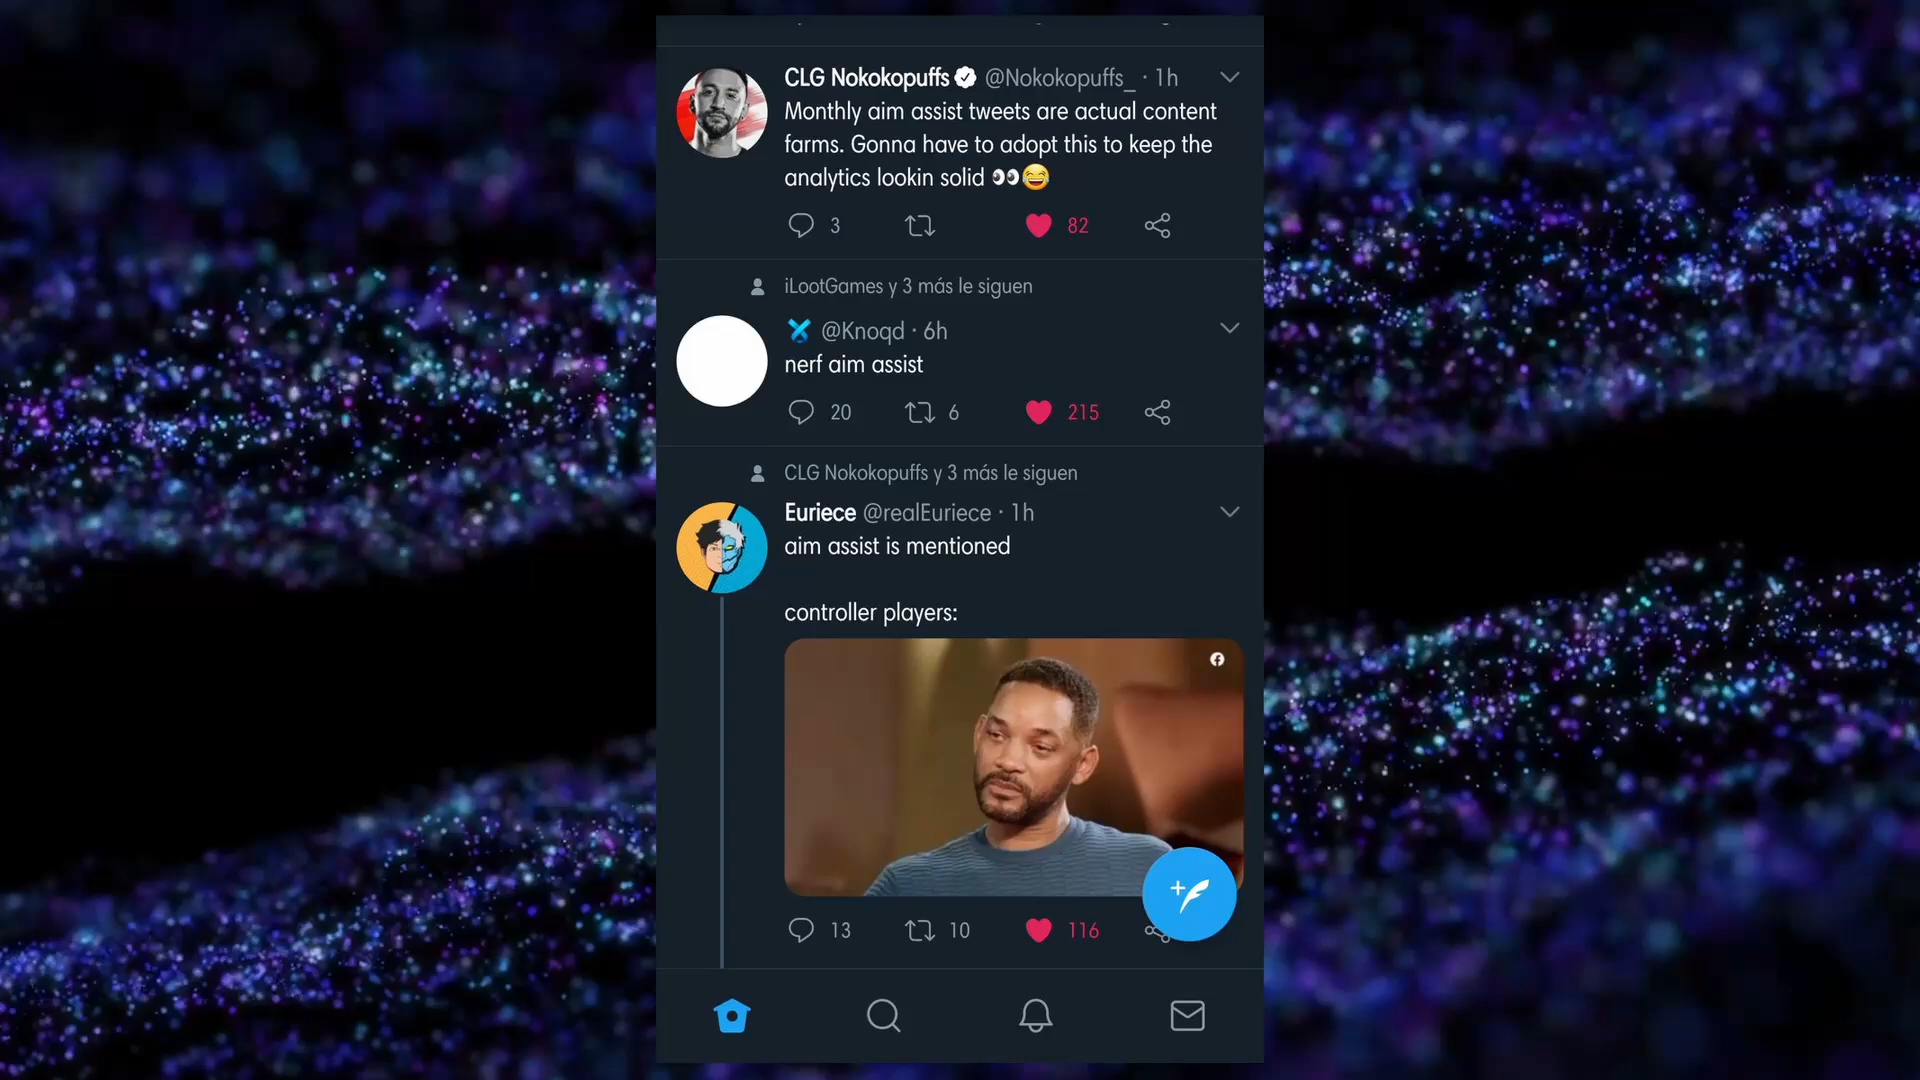 CLG Nokokopuffs @Nokokopuffs_ · 1h
Monthly aim assist tweets are actual content
farms. Gonna have to adopt this to keep the
analytics lookin solid 👀😂
3 82
iLootGames y 3 más le siguen
@Knoqd · 6h
nerf aim assist
20 6 215
CLG Nokokopuffs y 3 más le siguen
Euriece @realEuriece · 1h
aim assist is mentioned
controller players:
13 10 116